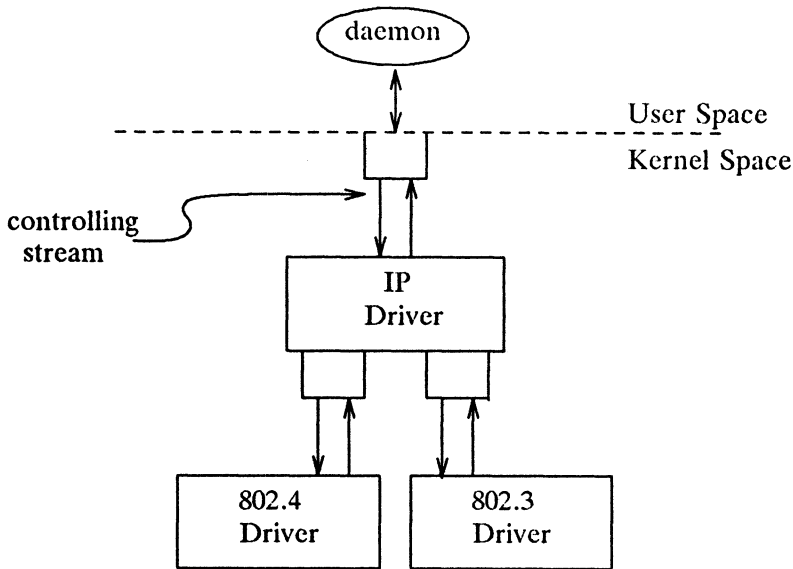 daemon
User Space
Kernel Space
controlling
stream
IP
Driver
802.4
Driver
802.3
Driver